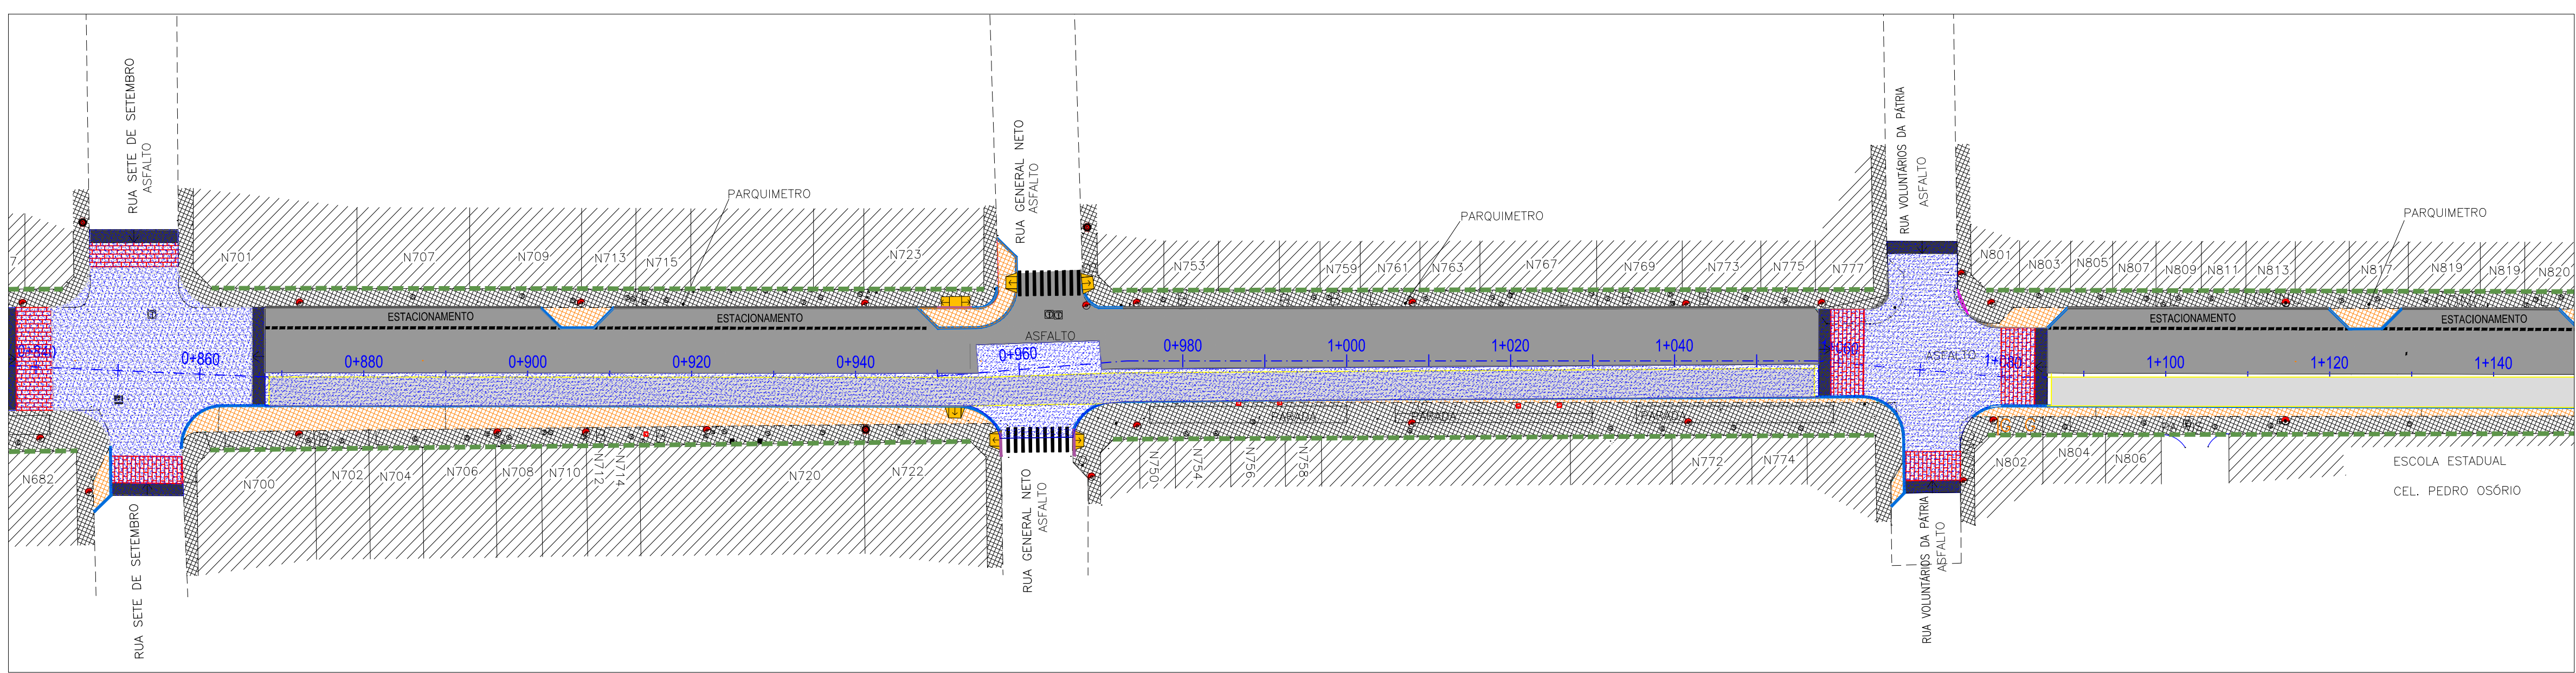 RUA SETE DE SETEMBRO
ASFALTO
RUA GENERAL NETO
ASFALTO
RUA VOLUNTÁRIOS DA PÁTRIA
ASFALTO
PARQUIMETRO
PARQUIMETRO
PARQUIMETRO
7
N701
N707
N709
N713
N715
N723
N753
N759
N761
N763
N767
N769
N773
N775
N777
N801
N803
N805
N807
N809
N811
N813
N817
N819
N819
N820
ESTACIONAMENTO
ESTACIONAMENTO
ESTACIONAMENTO
ESTACIONAMENTO
ASFALTO
ASFALTO
0+840
0+860
0+880
0+900
0+920
0+940
0+960
0+980
1+000
1+020
1+040
1+060
1+080
1+100
1+120
1+140
PARADA
PARADA
PARADA
N682
N700
N702
N704
N706
N708
N710
N712
N714
N720
N722
N750
N754
N756
N758
N772
N774
N802
N804
N806
ESCOLA ESTADUAL
CEL. PEDRO OSÓRIO
RUA SETE DE SETEMBRO
RUA GENERAL NETO
ASFALTO
RUA VOLUNTÁRIOS DA PÁTRIA
ASFALTO